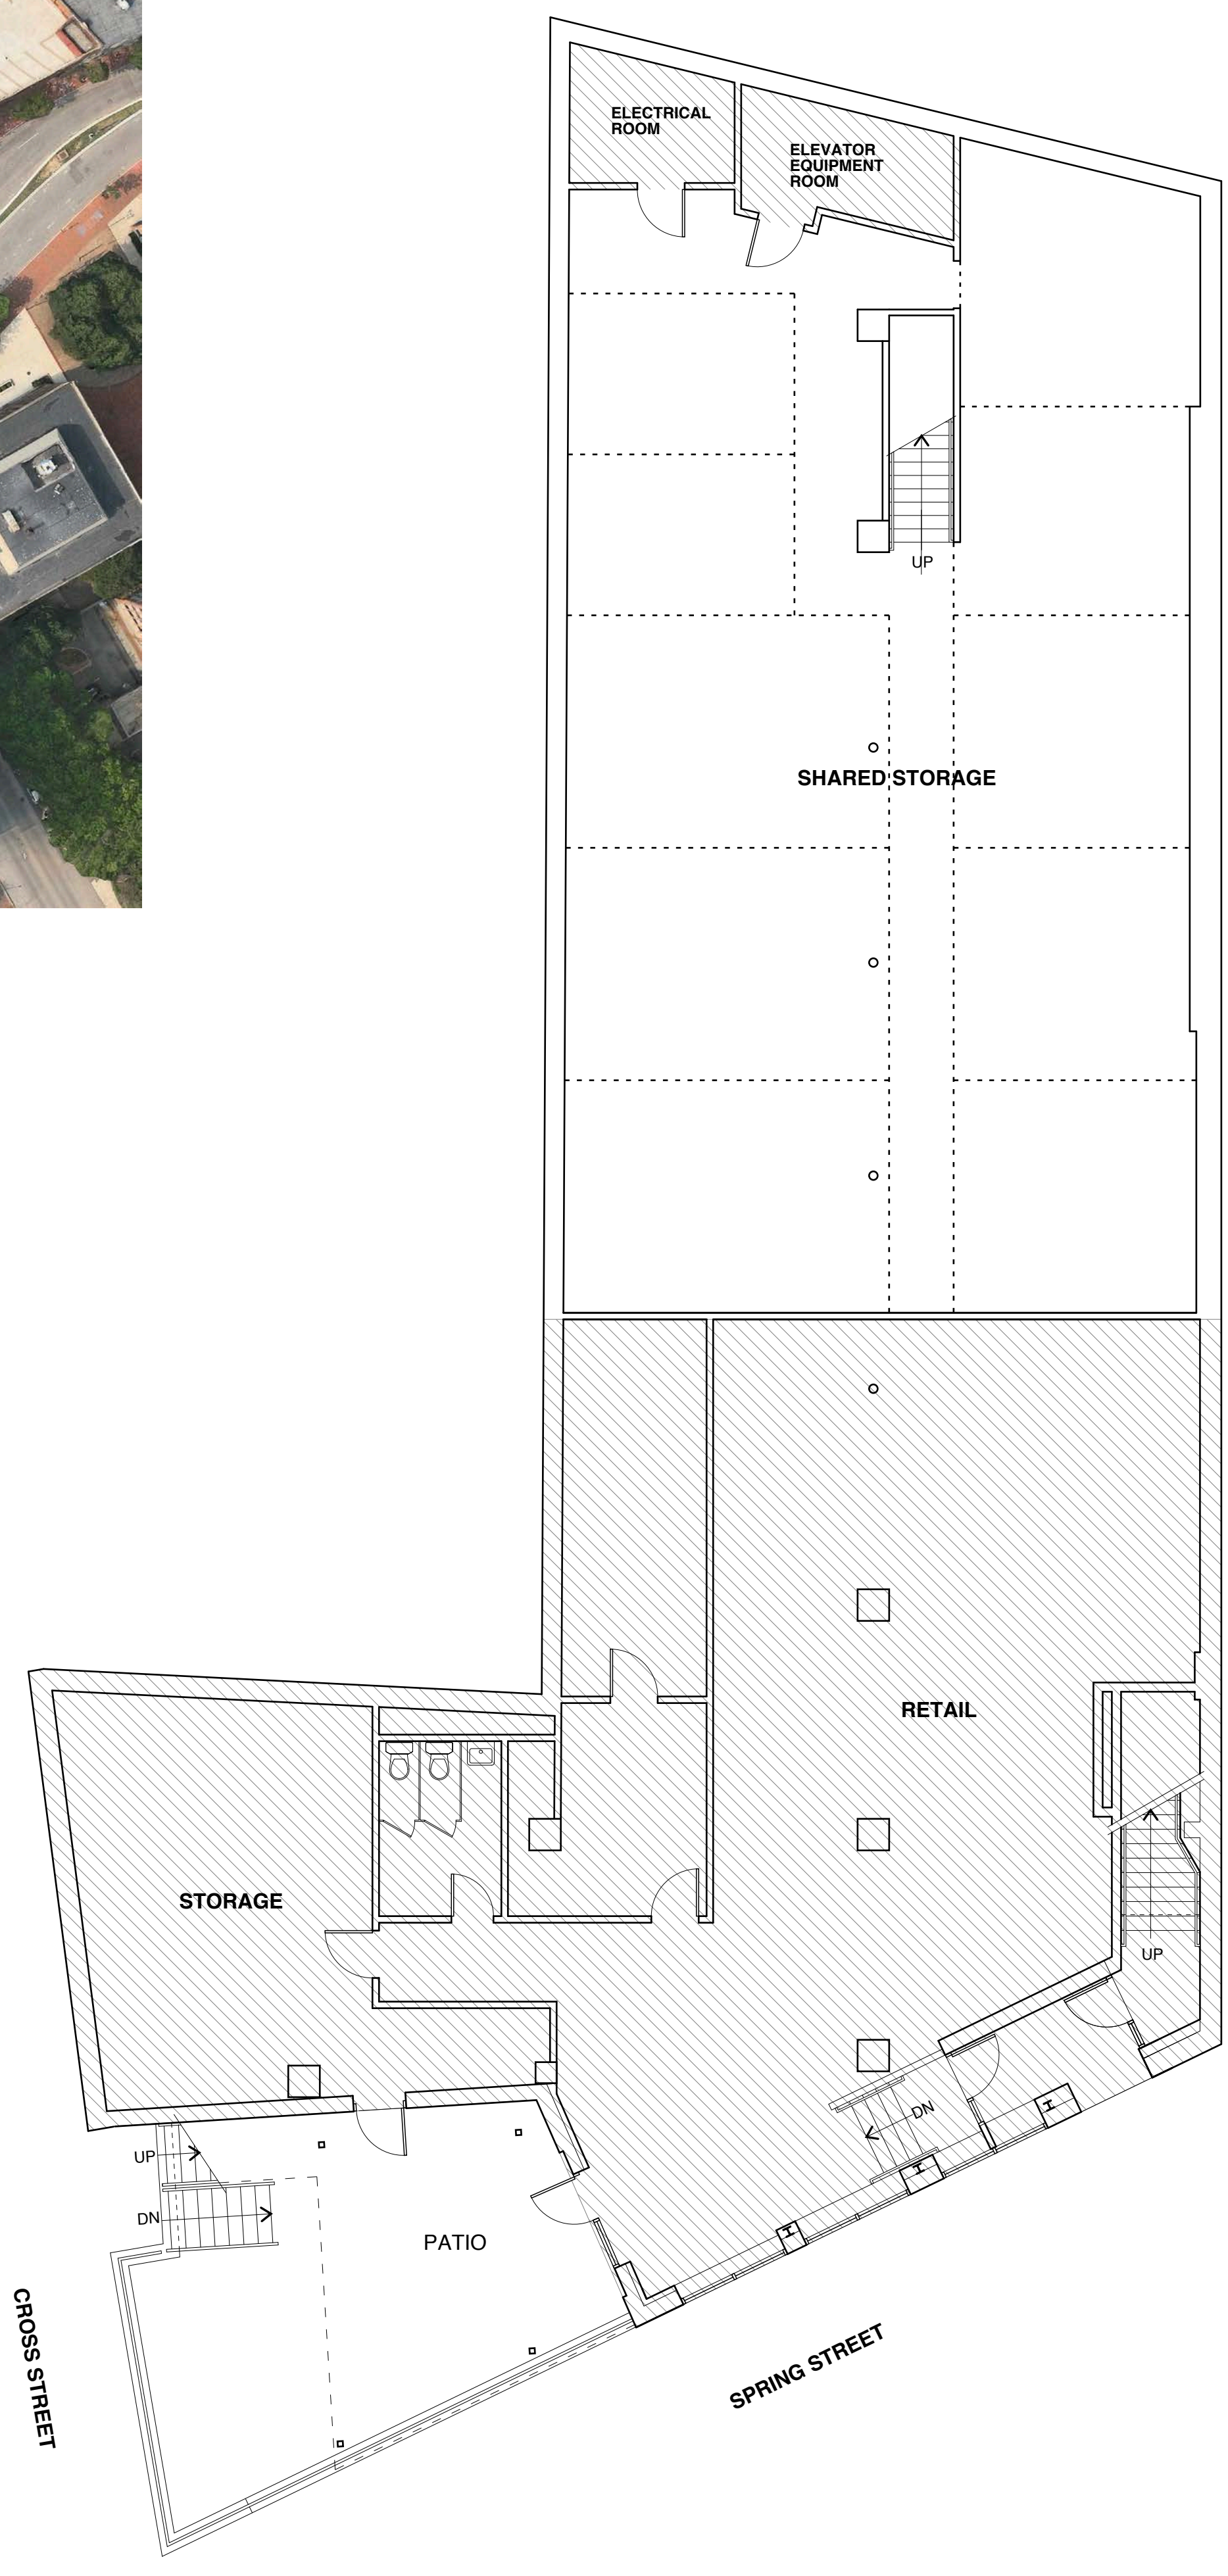 ELECTRICAL
ROOM
ELEVATOR
EQUIPMENT
ROOM
UP
SHARED STORAGE
RETAIL
STORAGE
UP
DN
UP
DN
PATIO
CROSS STREET
SPRING STREET